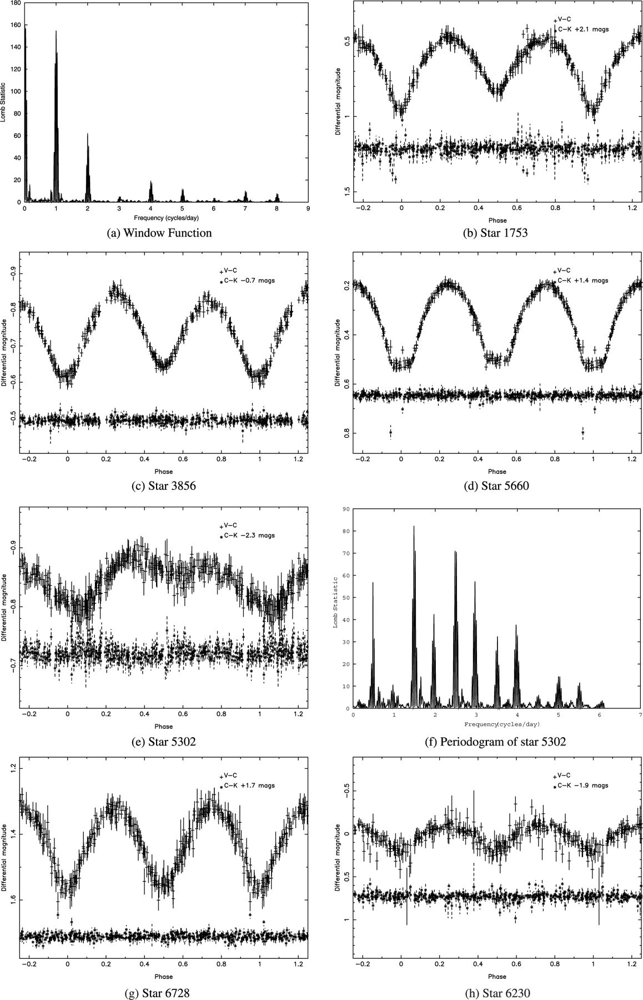 180
160
140
120
100
80
60
40
20
0
Lomb Statistic
0 1 2 3 4 5 6 7 8 9
Frequency (cycles/day)
(a) Window Function
V−C
C−K +2.1 mags
0.5
1
1.5
Differential magnitude
−0.2 0 0.2 0.4 0.6 0.8 1 1.2
Phase
(b) Star 1753
V−C
C−K −0.7 mags
−0.9
−0.8
−0.7
−0.6
−0.5
Differential magnitude
−0.2 0 0.2 0.4 0.6 0.8 1 1.2
Phase
(c) Star 3856
V−C
C−K +1.4 mags
0.2
0.4
0.6
0.8
Differential magnitude
−0.2 0 0.2 0.4 0.6 0.8 1 1.2
Phase
(d) Star 5660
V−C
C−K −2.3 mags
−0.9
−0.8
−0.7
Differential magnitude
−0.2 0 0.2 0.4 0.6 0.8 1 1.2
Phase
(e) Star 5302
90
80
70
60
50
40
30
20
10
0
Lomb Statistic
0 1 2 3 4 5 6 7
Frequency(cycles/day)
(f) Periodogram of star 5302
V−C
C−K +1.7 mags
1.2
1.4
1.6
Differential magnitude
−0.2 0 0.2 0.4 0.6 0.8 1 1.2
Phase
(g) Star 6728
V−C
C−K −1.9 mags
−0.5
0
0.5
1
Differential magnitude
−0.2 0 0.2 0.4 0.6 0.8 1 1.2
Phase
(h) Star 6230